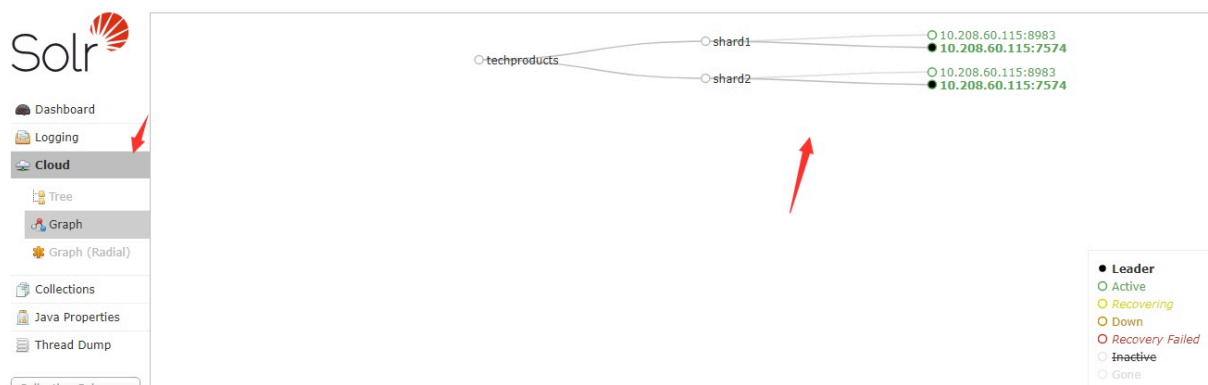 Solr
Dashboard
Logging
Cloud
Tree
Graph
Graph (Radial)
Collections
Java Properties
Thread Dump
techproducts
shard1
10.208.60.115:8983
10.208.60.115:7574
shard2
10.208.60.115:8983
10.208.60.115:7574
Leader
Active
Recovering
Down
Recovery Failed
Inactive
Gone